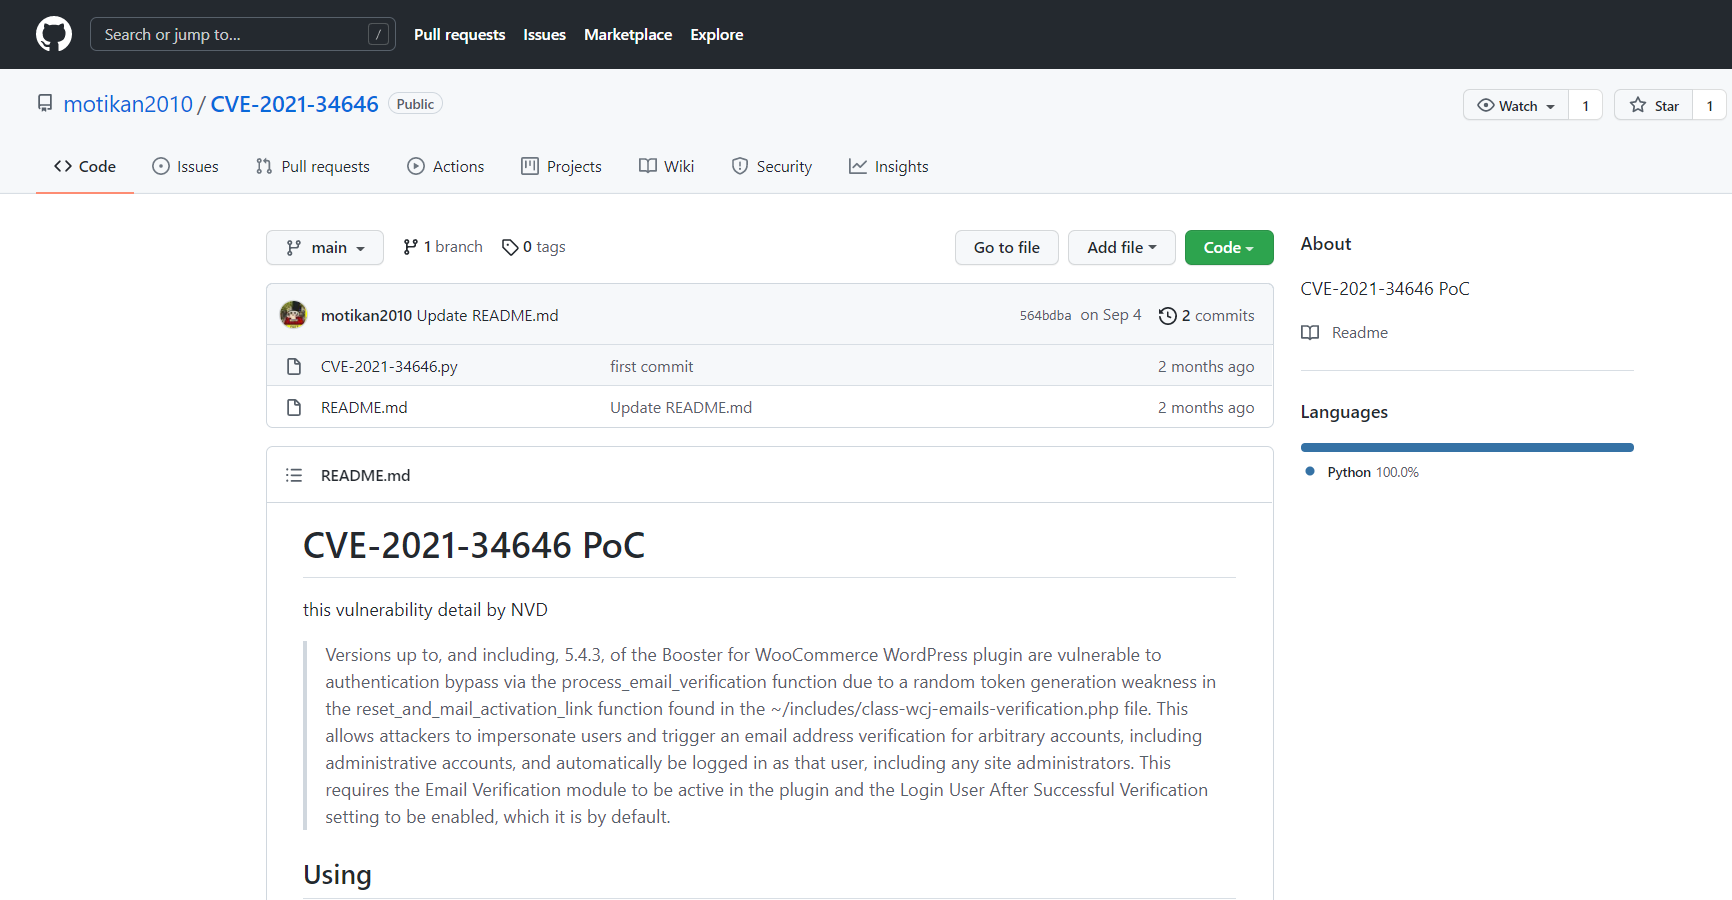 Search or jump to... /
Pull requests Issues Marketplace Explore
motikan2010 / CVE-2021-34646 Public
Watch 1 Star 1
Code Issues Pull requests Actions Projects Wiki Security Insights
main 1 branch 0 tags
Go to file Add file Code
motikan2010 Update README.md 564bdba on Sep 4 2 commits
CVE-2021-34646.py first commit 2 months ago
README.md Update README.md 2 months ago
README.md
CVE-2021-34646 PoC
this vulnerability detail by NVD
Versions up to, and including, 5.4.3, of the Booster for WooCommerce WordPress plugin are vulnerable to
authentication bypass via the process_email_verification function due to a random token generation weakness in
the reset_and_mail_activation_link function found in the ~/includes/class-wcj-emails-verification.php file. This
allows attackers to impersonate users and trigger an email address verification for arbitrary accounts, including
administrative accounts, and automatically be logged in as that user, including any site administrators. This
requires the Email Verification module to be active in the plugin and the Login User After Successful Verification
setting to be enabled, which it is by default.
Using
About
CVE-2021-34646 PoC
Readme
Languages
Python 100.0%